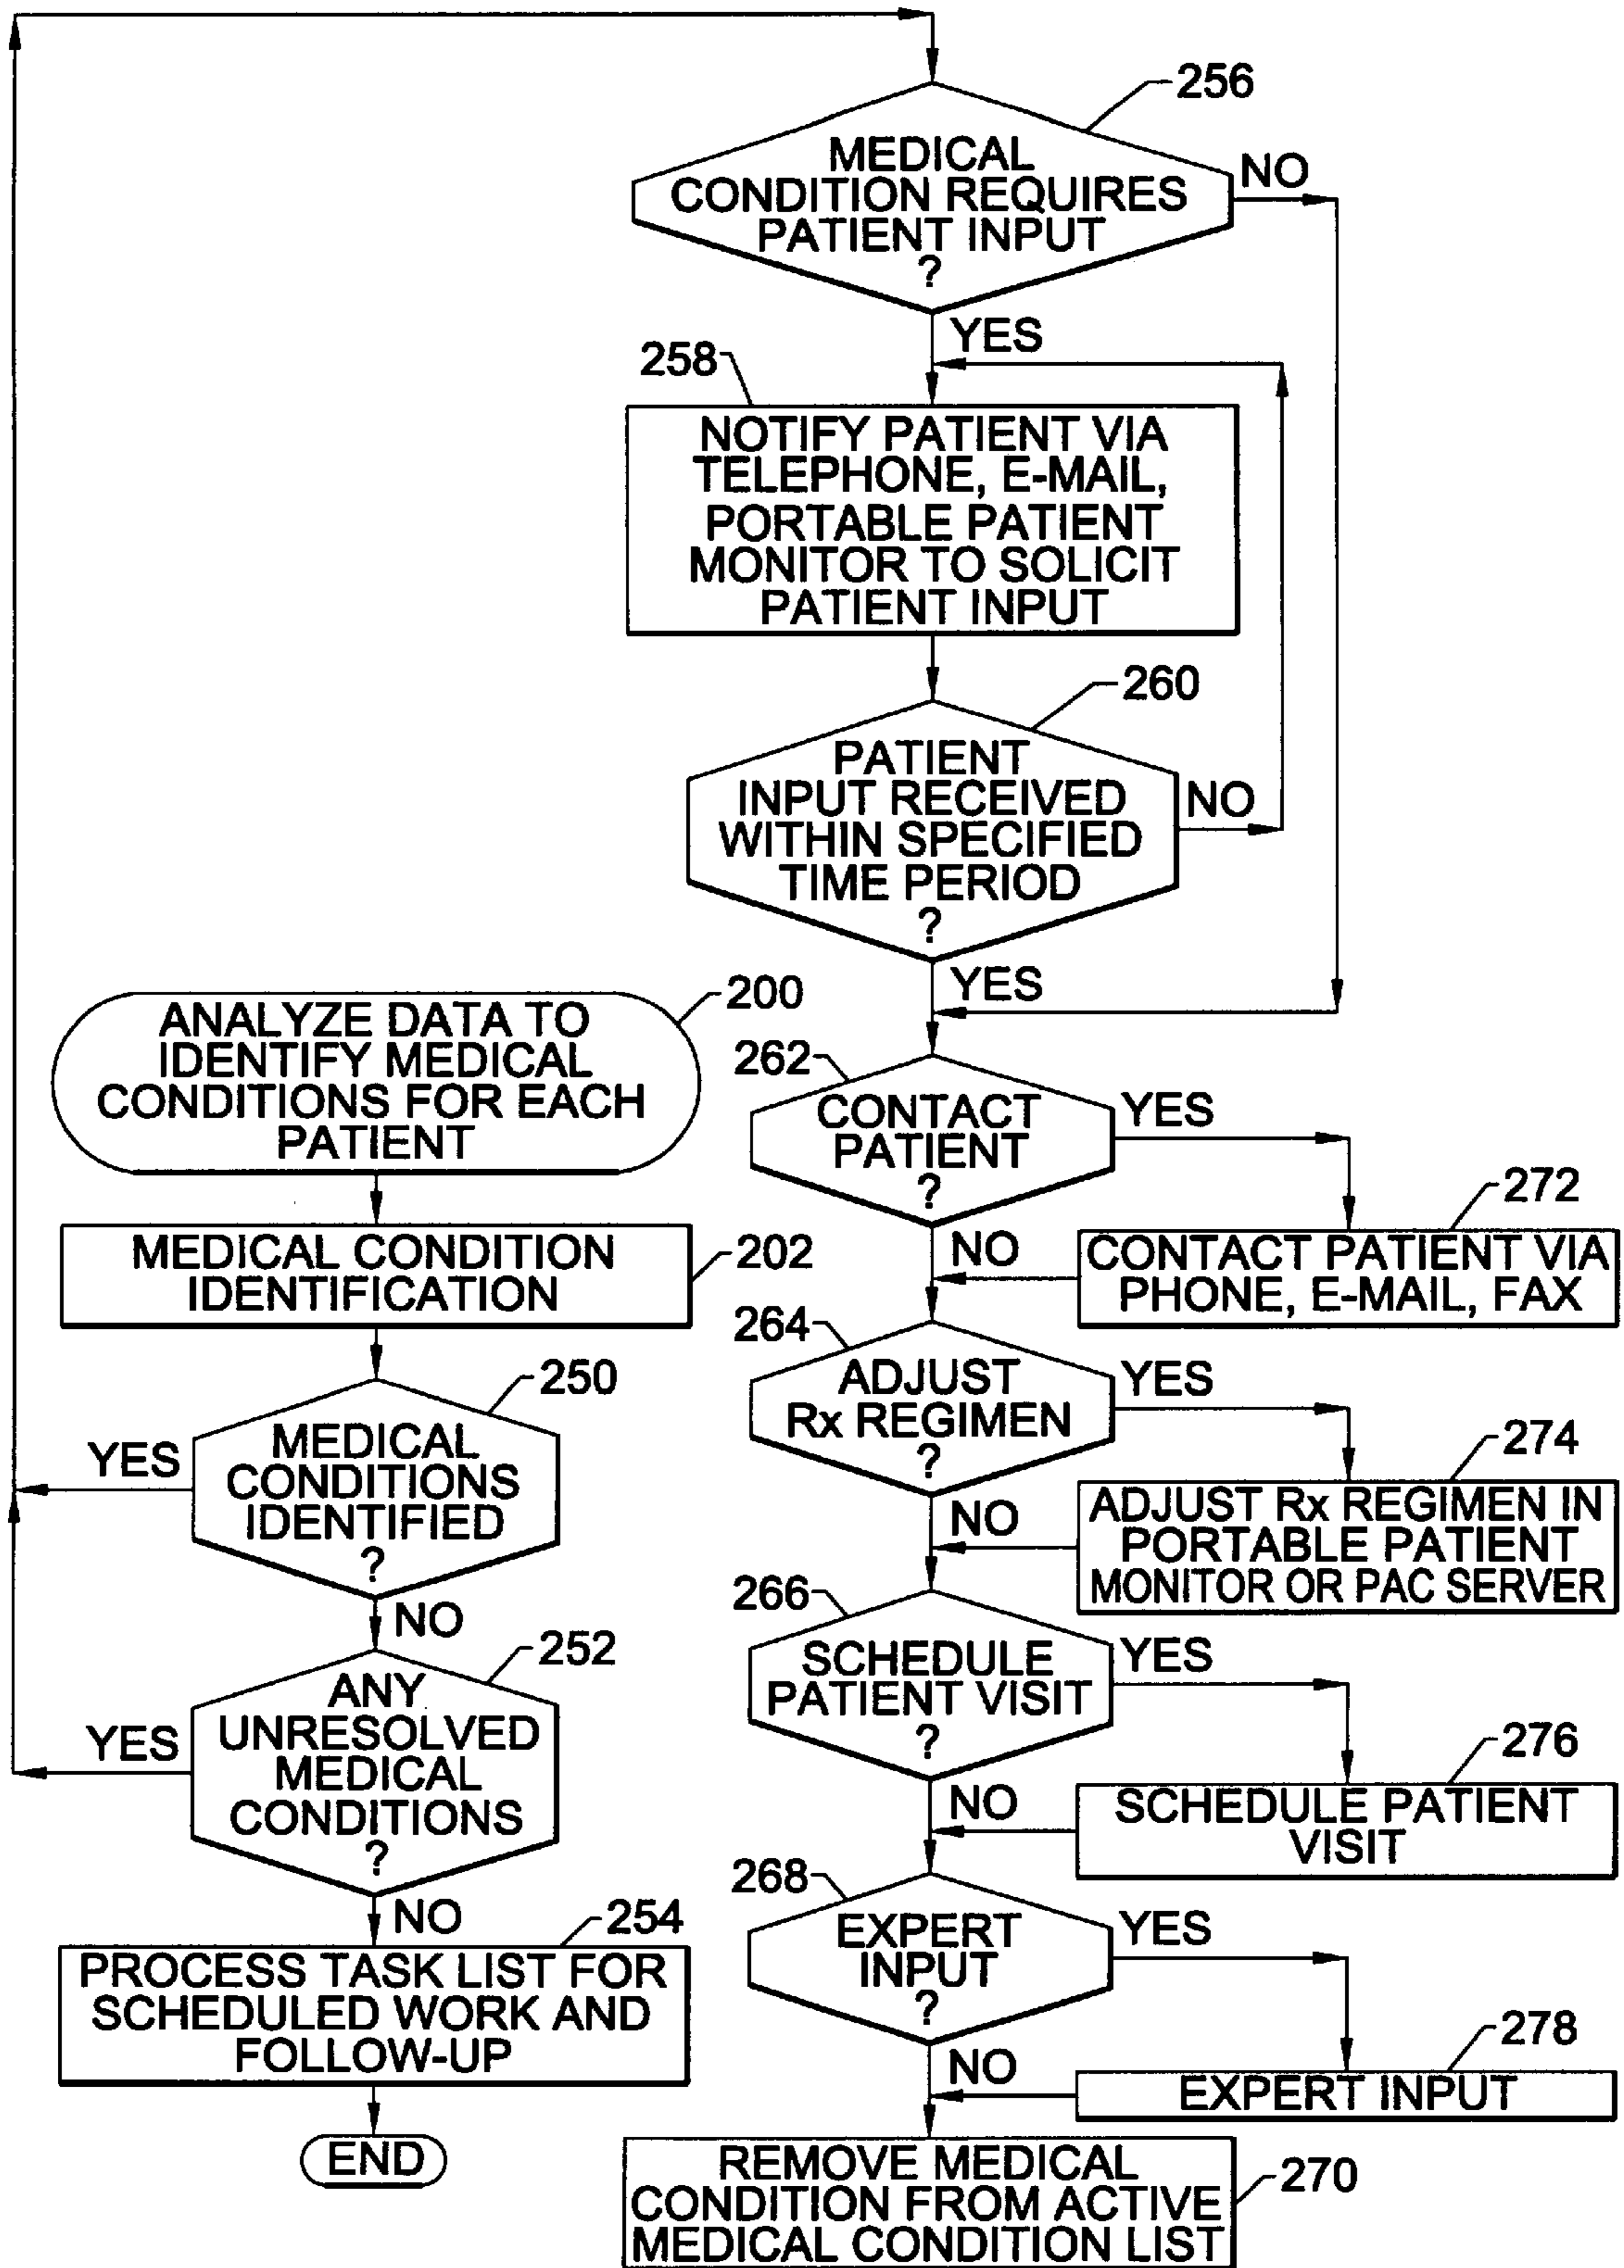 256
MEDICAL
CONDITION REQUIRES
PATIENT INPUT
?
NO
YES
258
NOTIFY PATIENT VIA
TELEPHONE, E-MAIL,
PORTABLE PATIENT
MONITOR TO SOLICIT
PATIENT INPUT
260
PATIENT
INPUT RECEIVED
WITHIN SPECIFIED
TIME PERIOD
?
NO
YES
200
ANALYZE DATA TO
IDENTIFY MEDICAL
CONDITIONS FOR EACH
PATIENT
202
MEDICAL CONDITION
IDENTIFICATION
250
MEDICAL
CONDITIONS
IDENTIFIED
?
YES
NO
252
ANY
UNRESOLVED
MEDICAL
CONDITIONS
?
YES
NO
254
PROCESS TASK LIST FOR
SCHEDULED WORK AND
FOLLOW-UP
END
262
CONTACT
PATIENT
?
YES
NO
272
CONTACT PATIENT VIA
PHONE, E-MAIL, FAX
264
ADJUST
Rx REGIMEN
?
YES
NO
274
ADJUST Rx REGIMEN IN
PORTABLE PATIENT
MONITOR OR PAC SERVER
266
SCHEDULE
PATIENT VISIT
?
YES
NO
276
SCHEDULE PATIENT
VISIT
268
EXPERT
INPUT
?
YES
NO
278
EXPERT INPUT
REMOVE MEDICAL
CONDITION FROM ACTIVE
MEDICAL CONDITION LIST
270